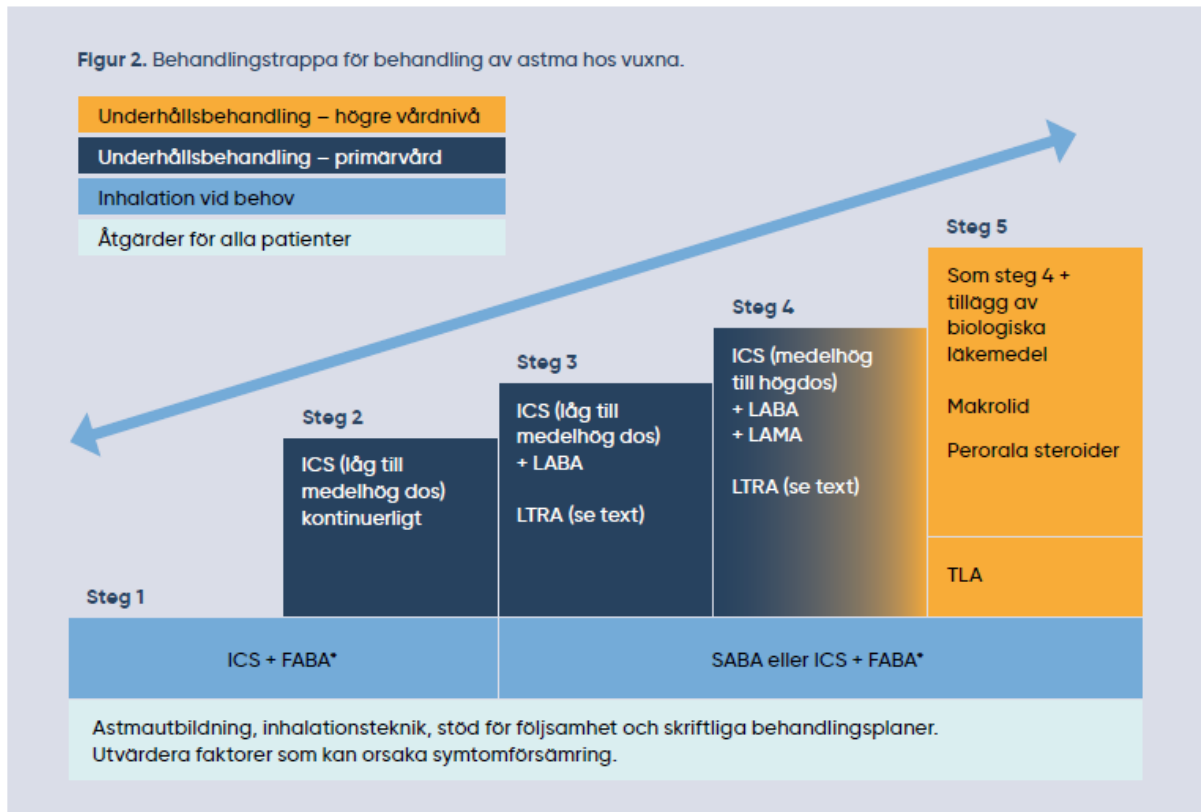 Figur 2. Behandlingstrappa för behandling av astma hos vuxna.
Underhållsbehandling – högre vårdnivå
Underhållsbehandling – primärvård
Inhalation vid behov
Åtgärder för alla patienter
Steg 1
Steg 2
ICS (låg till
medelhög dos)
kontinuerligt
Steg 3
ICS (låg till
medelhög dos)
+ LABA
LTRA (se text)
Steg 4
ICS (medelhög
till högdos)
+ LABA
+ LAMA
LTRA (se text)
Steg 5
Som steg 4 +
tillägg av
biologiska
läkemedel
Makrolid
Perorala steroider
TLA
ICS + FABA*
SABA eller ICS + FABA*
Astmautbildning, inhalationsteknik, stöd för följsamhet och skriftliga behandlingsplaner.
Utvärdera faktorer som kan orsaka symtomförsämring.